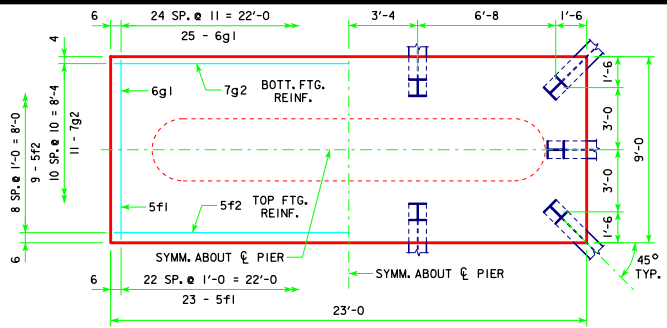 6
24 SP. @ 11 = 22'-0
25 - 6g1
3'-4
6'-8
1'-6
4
6g1
7g2
BOTT. FTG.
REINF.
1'-6
3'-0
9'-0
3'-0
1'-6
8 SP. @ 1'-0 = 8'-0
9 - 5f2
10 SP. @ 10 = 8'-4
11 - 7g2
5f1
5f2
TOP FTG.
REINF.
6
SYMM. ABOUT ℄ PIER
SYMM. ABOUT ℄ PIER
45°
TYP.
6
22 SP. @ 1'-0 = 22'-0
23 - 5f1
23'-0